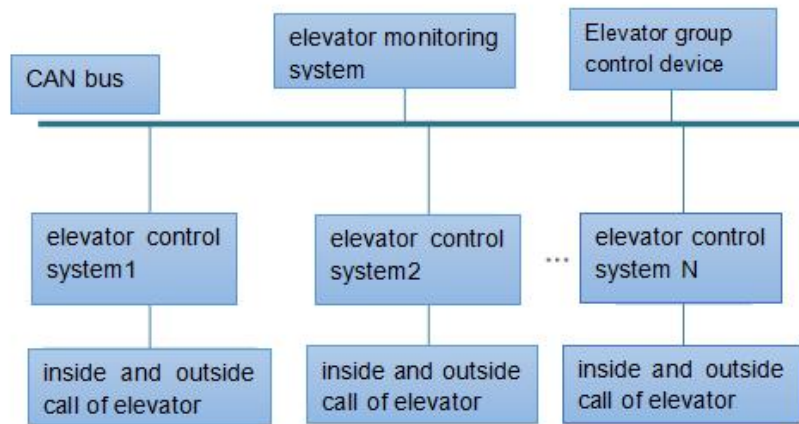 CAN bus
elevator monitoring
system
Elevator group
control device
elevator control
system1
elevator control
system2
...
elevator control
system N
inside and outside
call of elevator
inside and outside
call of elevator
inside and outside
call of elevator